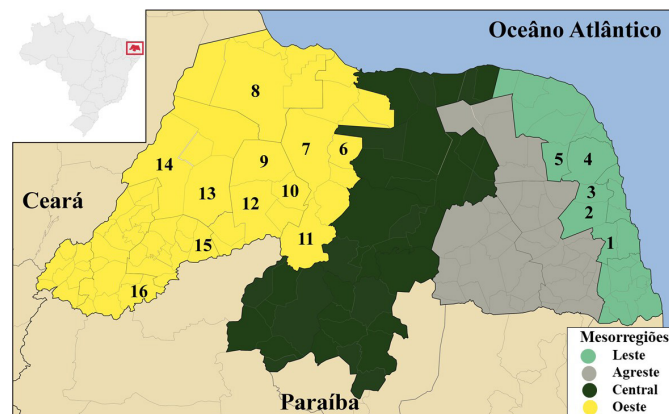 Oceâno Atlântico
8
14
9
7
6
5
4
Ceará
13
12
10
3
2
15
11
1
16
Mesorregiões
Leste
Agreste
Central
Oeste
Paraíba